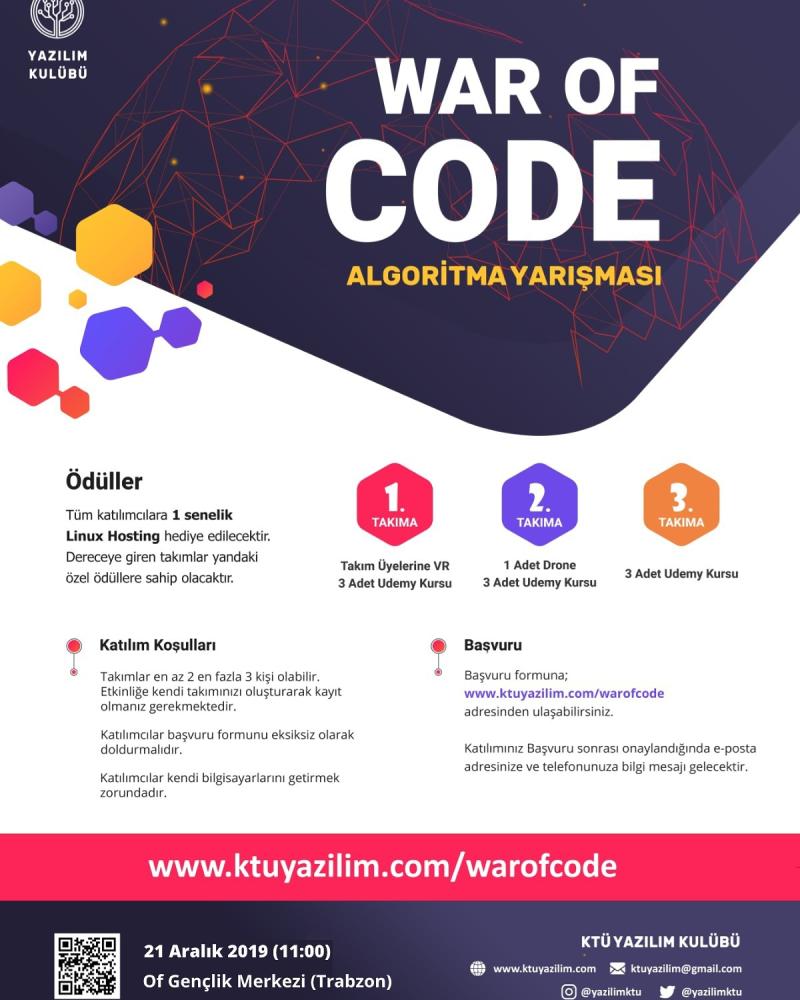 YAZILIM
KULÜBÜ
WAR OF
CODE
ALGORİTMA YARIŞMASI
Ödüller
Tüm katılımcılara 1 senelik
Linux Hosting hediye edilecektir.
Dereceye giren takımlar yandaki
özel ödüllere sahip olacaktır.
1.
TAKIMA
Takım Üyelerine VR
3 Adet Udemy Kursu
2.
TAKIMA
1 Adet Drone
3 Adet Udemy Kursu
3.
TAKIMA
3 Adet Udemy Kursu
Katılım Koşulları
Takımlar en az 2 en fazla 3 kişi olabilir.
Etkinliğe kendi takımınızı oluşturarak kayıt
olmanız gerekmektedir.
Katılımcılar başvuru formunu eksiksiz olarak
doldurmalıdır.
Katılımcılar kendi bilgisayarlarını getirmek
zorundadır.
Başvuru
Başvuru formuna;
www.ktuyazilim.com/warofcode
adresinden ulaşabilirsiniz.
Katılımınız Başvuru sonrası onaylandığında e-posta
adresinize ve telefonunuza bilgi mesajı gelecektir.
www.ktuyazilim.com/warofcode
21 Aralık 2019 (11:00)
Of Gençlik Merkezi (Trabzon)
KTÜ YAZILIM KULÜBÜ
www.ktuyazilim.com ktuyazilim@gmail.com
@yazilimktu @yazilimktu